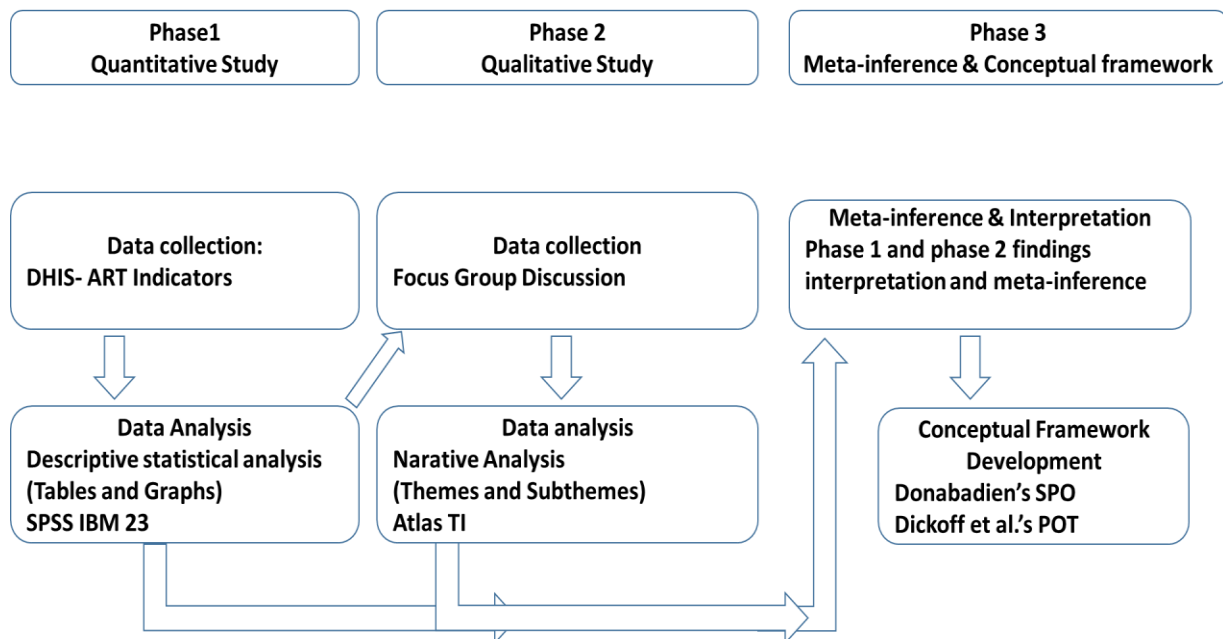 Phase1
Quantitative Study
Phase 2
Qualitative Study
Phase 3
Meta-inference & Conceptual framework
Data collection:
DHIS- ART Indicators
Data collection
Focus Group Discussion
Meta-inference & Interpretation
Phase 1 and phase 2 findings
interpretation and meta-inference
Data Analysis
Descriptive statistical analysis
(Tables and Graphs)
SPSS IBM 23
Data analysis
Narative Analysis
(Themes and Subthemes)
Atlas TI
Conceptual Framework
Development
Donabadien's SPO
Dickoff et al.'s POT